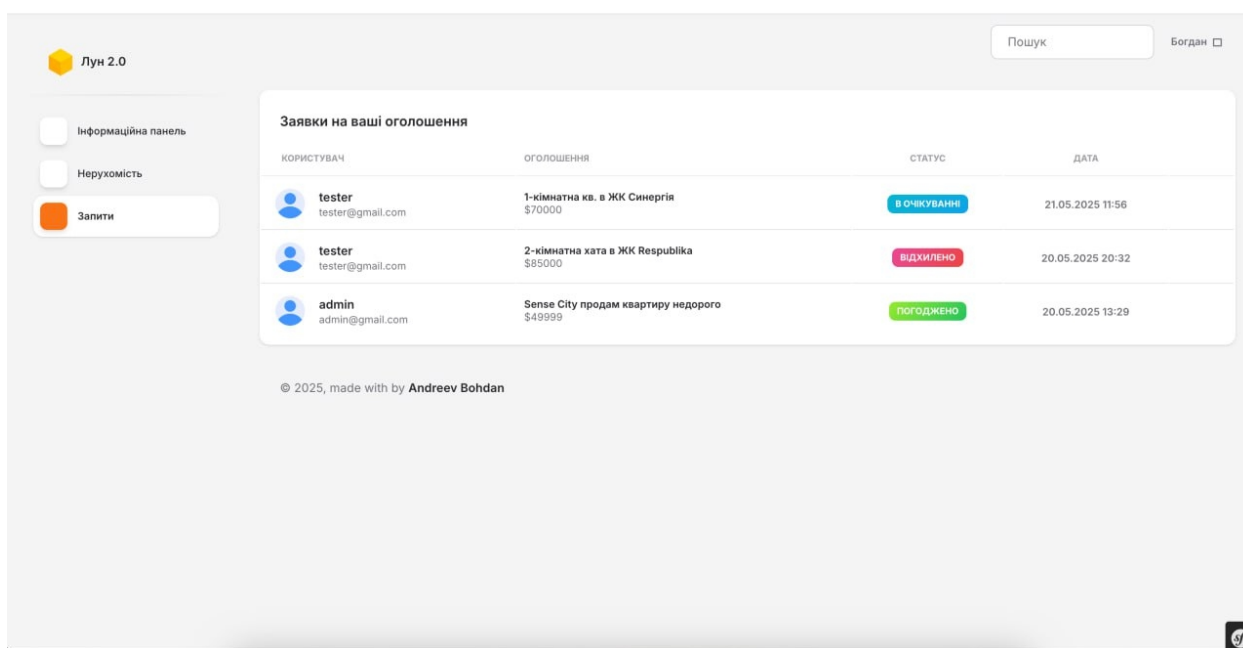 Лун 2.0
Пошук
Богдан
Інформаційна панель
Нерухомість
Запити
Заявки на ваші оголошення
КОРИСТУВАЧ ОГОЛОШЕННЯ СТАТУС ДАТА
tester
tester@gmail.com
1-кімнатна кв. в ЖК Синергія
$70000
В ОЧІКУВАННІ
21.05.2025 11:56
tester
tester@gmail.com
2-кімнатна хата в ЖК Respublika
$85000
ВІДХИЛЕНО
20.05.2025 20:32
admin
admin@gmail.com
Sense City продам квартиру недорого
$49999
ПОГОДЖЕНО
20.05.2025 13:29
© 2025, made with by Andreev Bohdan
sf